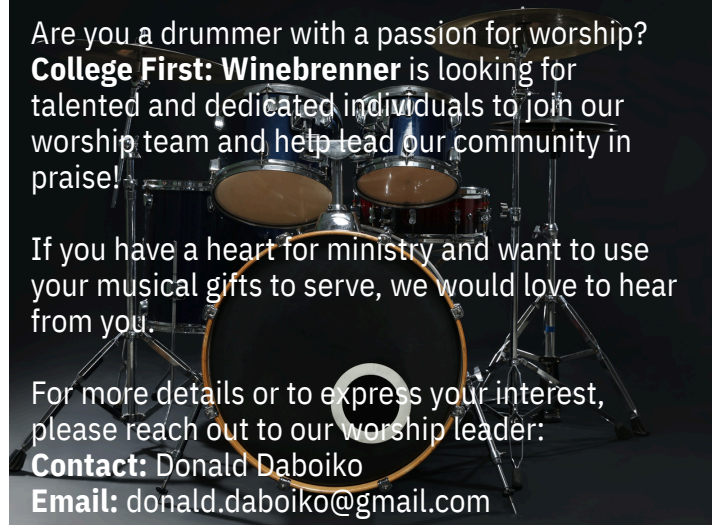 Are you a drummer with a passion for worship?
College First: Winebrenner is looking for
talented and dedicated individuals to join our
worship team and help lead our community in
praise!
If you have a heart for ministry and want to use
your musical gifts to serve, we would love to hear
from you.
For more details or to express your interest,
please reach out to our worship leader:
Contact: Donald Daboiko
Email: donald.daboiko@gmail.com